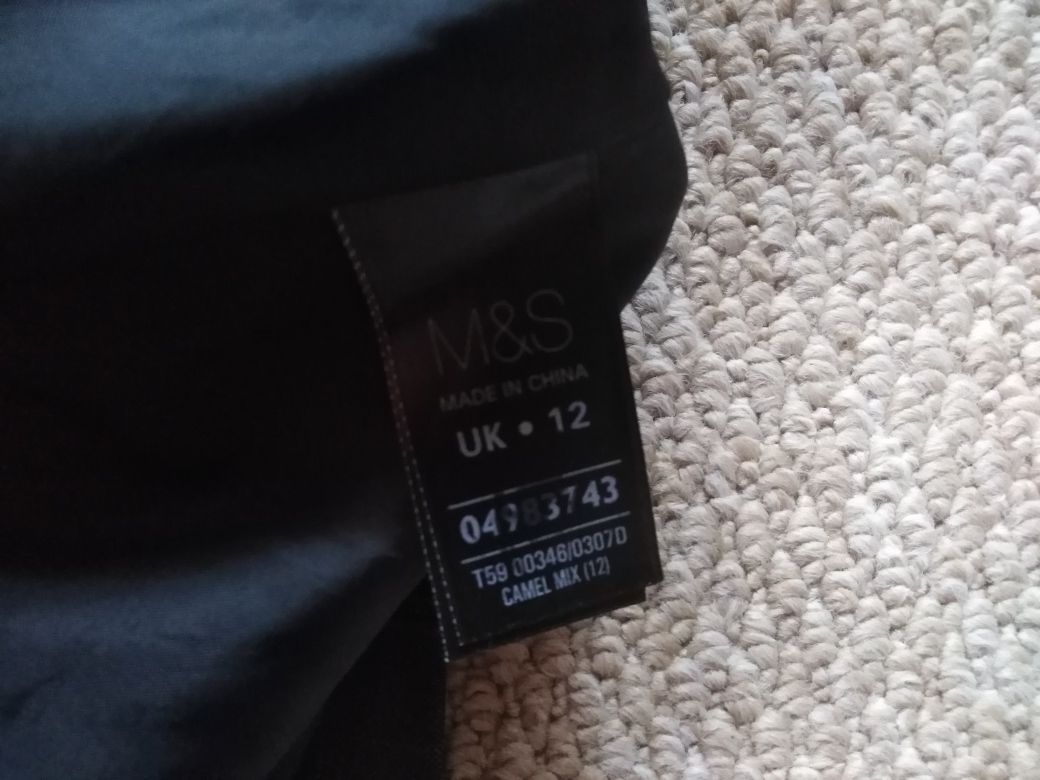 M&S
MADE IN CHINA
UK • 12
04983743
T59 00346/0307D
CAMEL MIX (12)